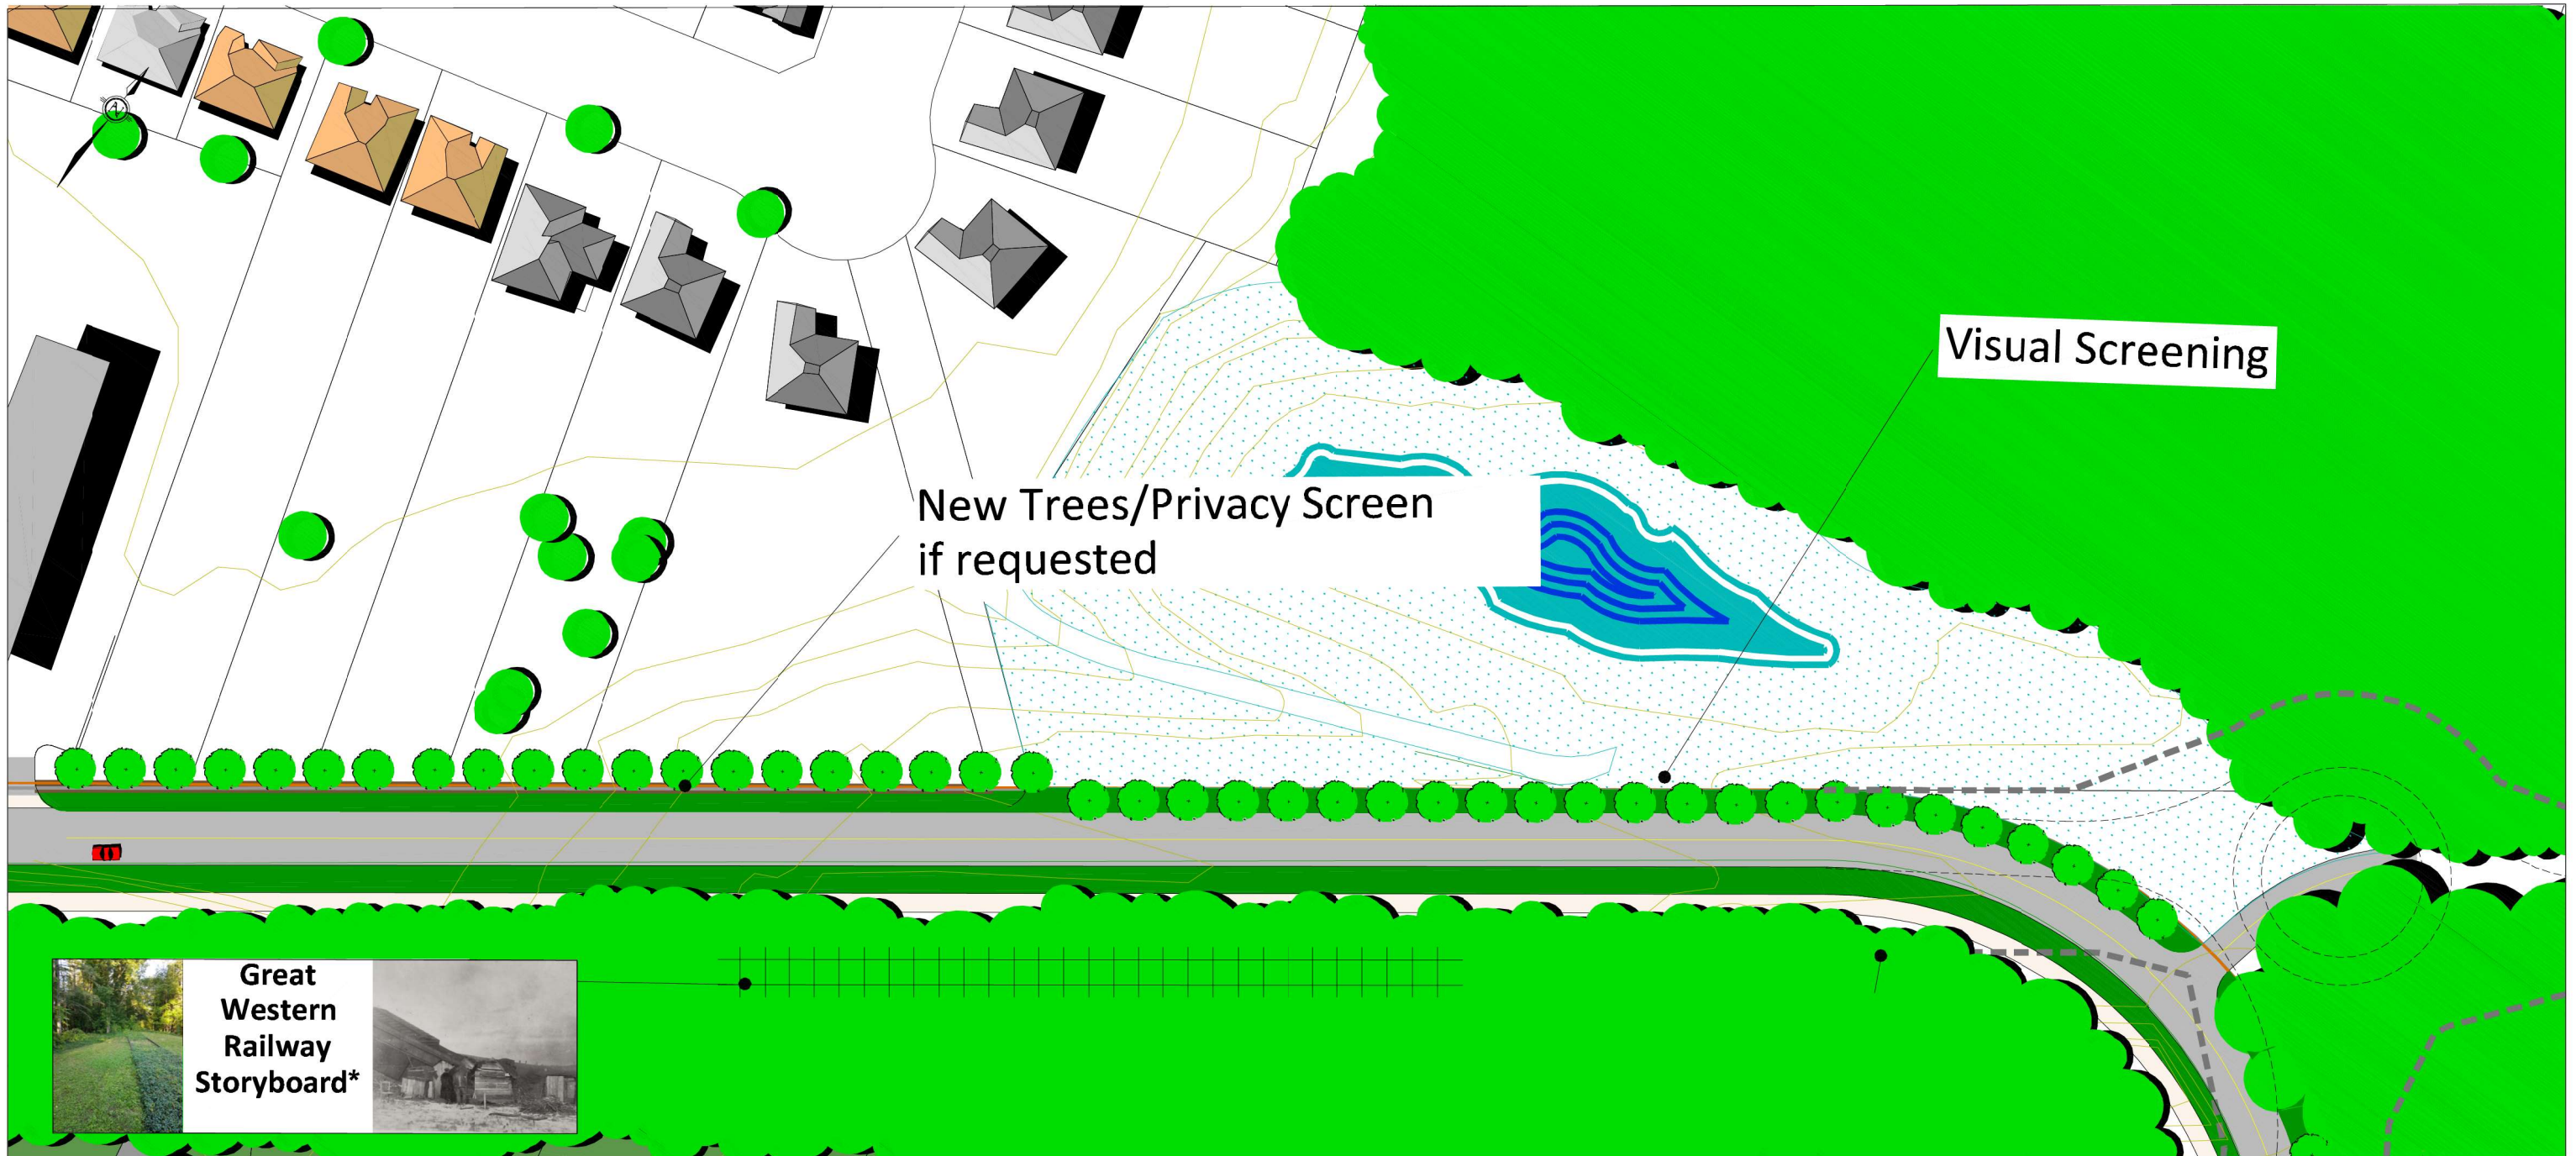 Visual Screening
New Trees/Privacy Screen
if requested
Great
Western
Railway
Storyboard*